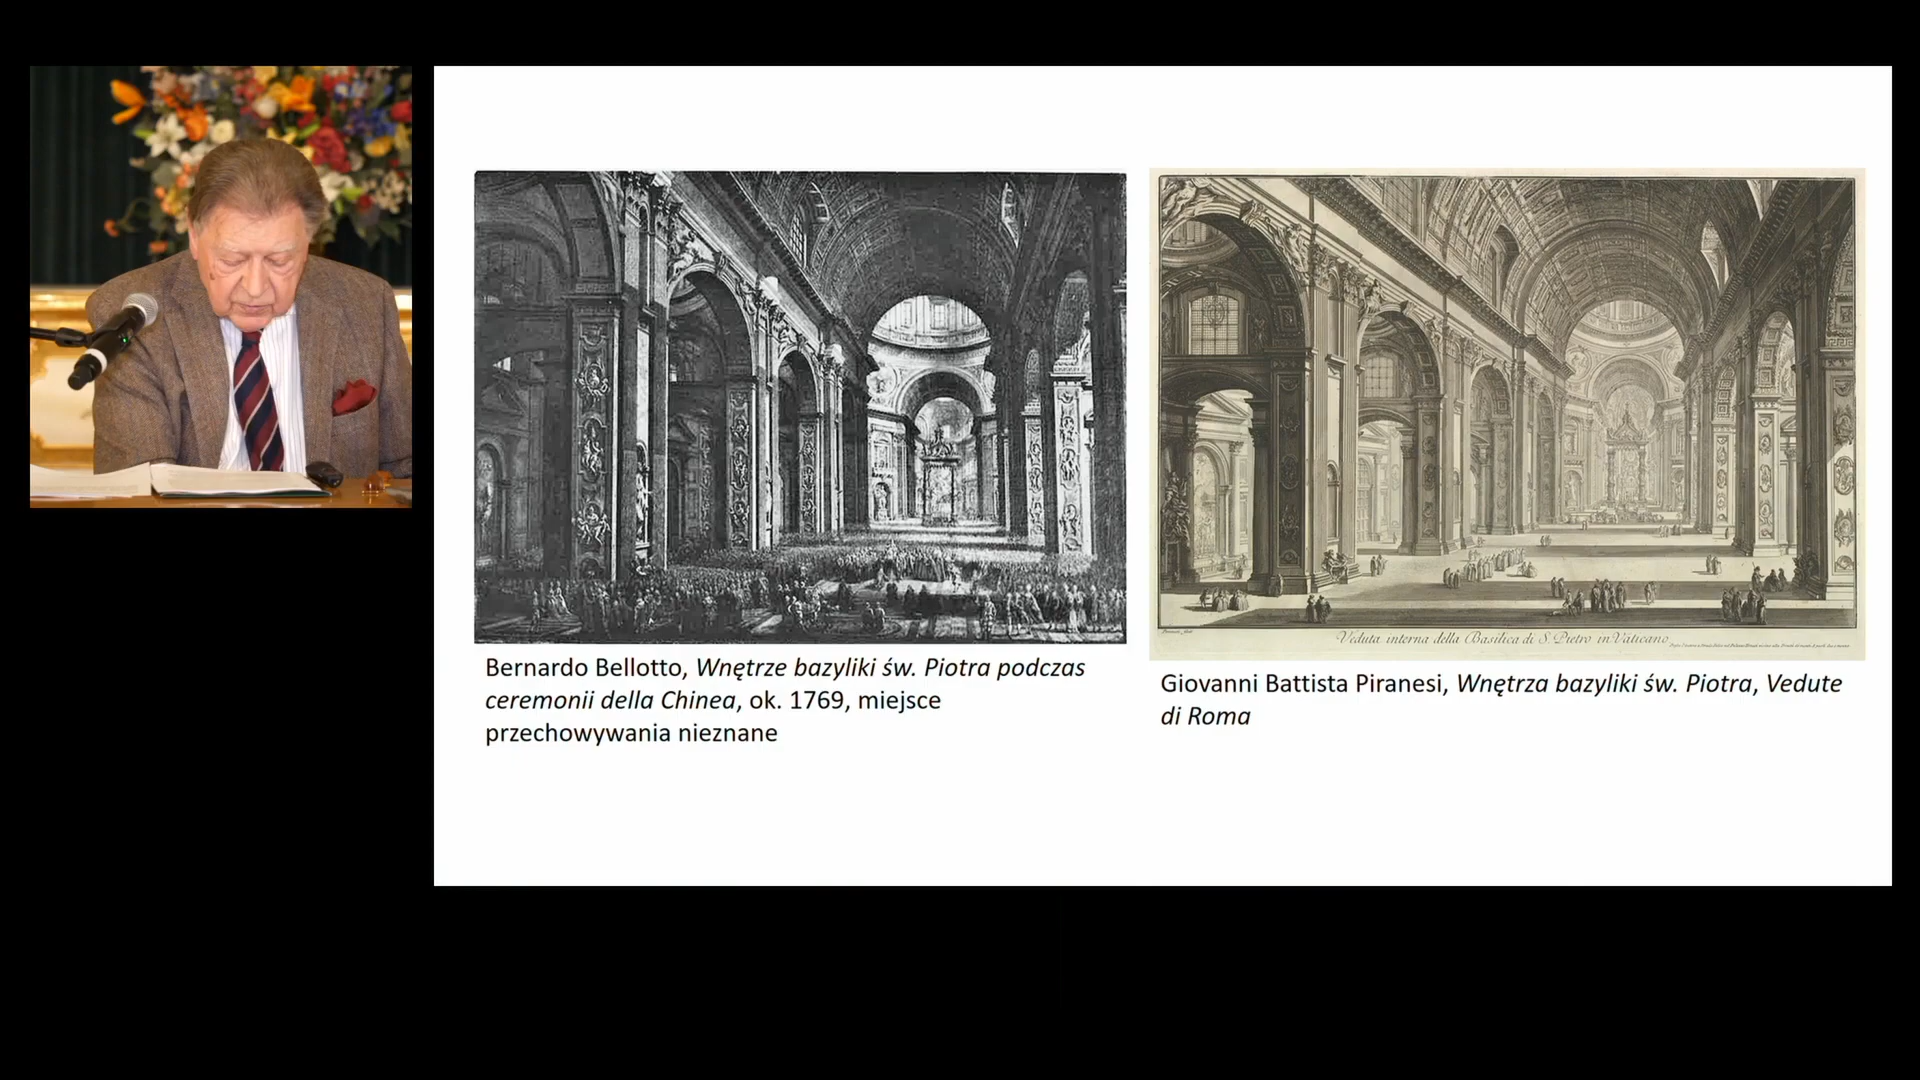 Veduta interna della Basilica di S. Pietro in Vaticano
Bernardo Bellotto, Wnętrze bazyliki św. Piotra podczas
ceremonii della Chinea, ok. 1769, miejsce
przechowywania nieznane
Giovanni Battista Piranesi, Wnętrza bazyliki św. Piotra, Vedute
di Roma